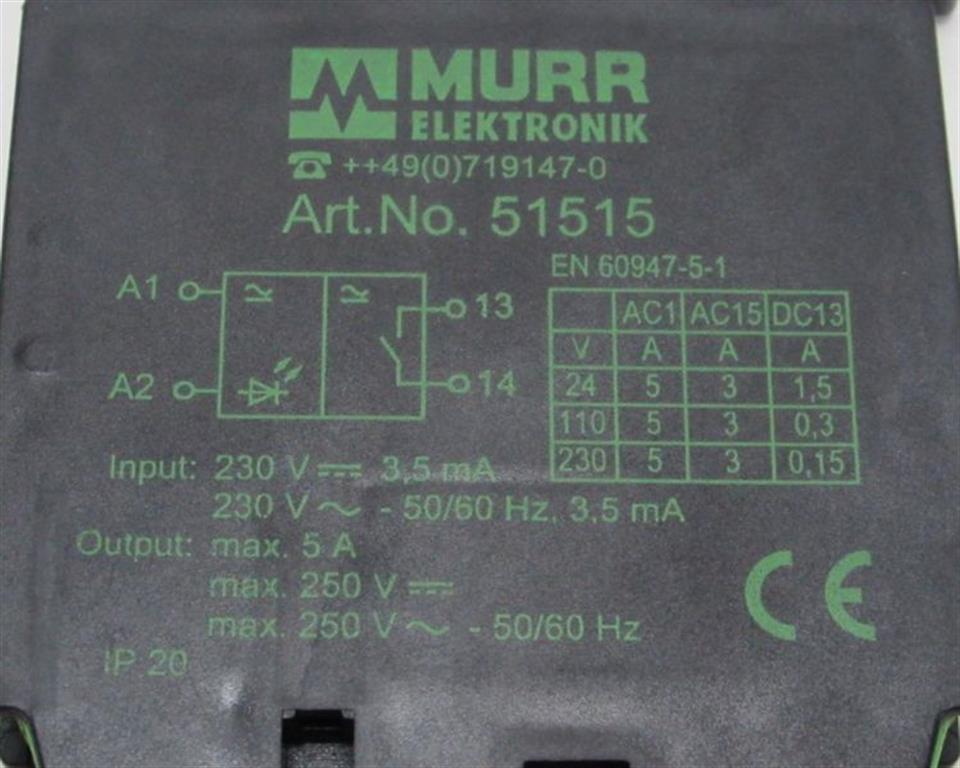 MURR
ELEKTRONIK
++49(0)719147-0
Art.No. 51515
EN 60947-5-1
A1
13
A2
14
AC1 AC15 DC13
V A A A
24 5 3 1,5
110 5 3 0,3
230 5 3 0,15
Input: 230 V ⎓ 3,5 mA
230 V ~ - 50/60 Hz, 3,5 mA
Output: max. 5 A
max. 250 V ⎓
max. 250 V ~ - 50/60 Hz
IP 20
CE